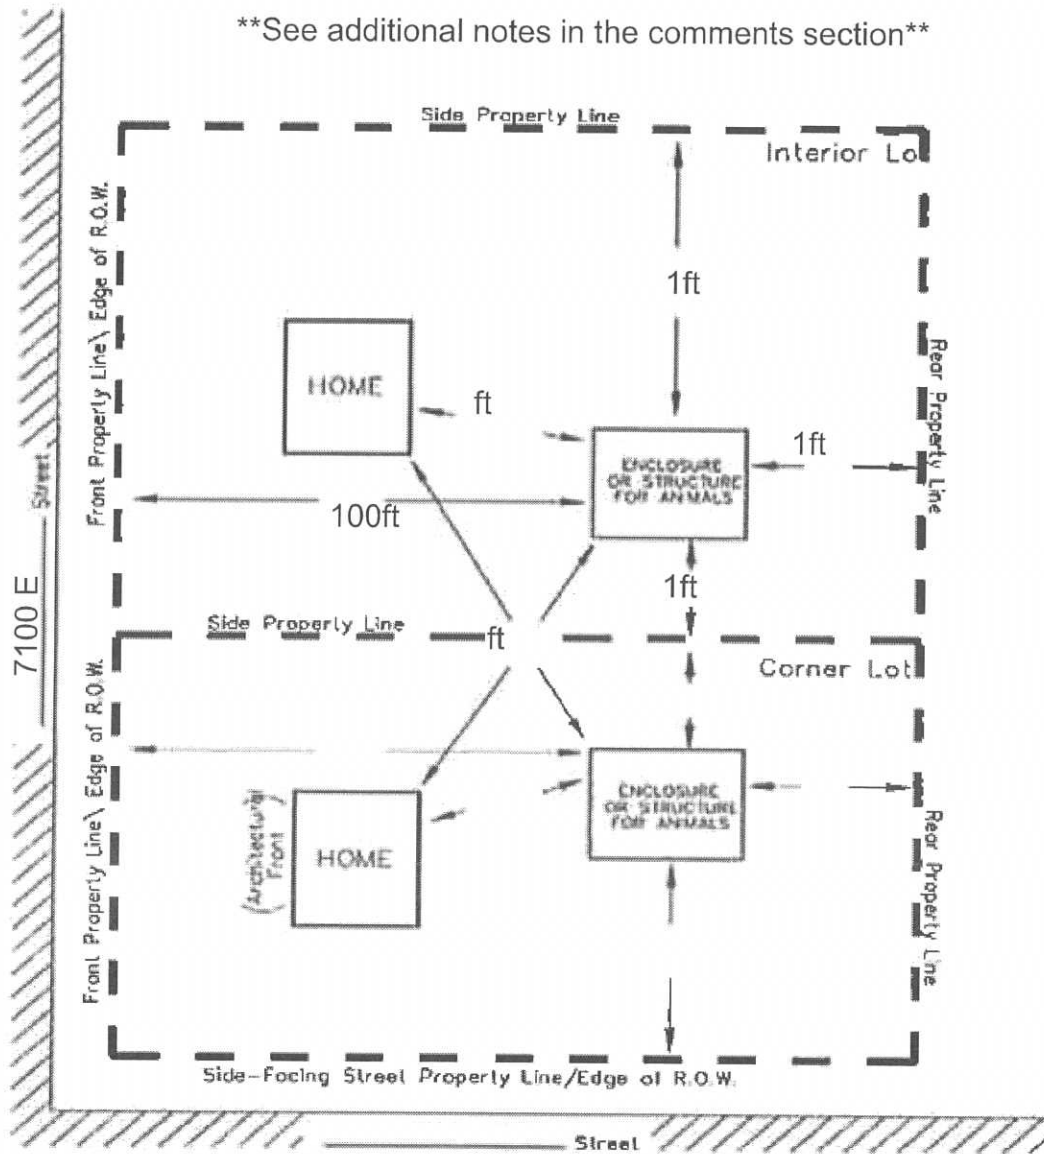 **See additional notes in the comments section**
Side Property Line
Interior Lo
Front Property Line\ Edge of R.O.W.
HOME
ft
1ft
ENCLOSURE
OR STRUCTURE
FOR ANIMALS
1ft
Rear Property Line
Street
7100 E
100ft
1ft
Side Property Line
ft
Corner Lot
Front Property Line\ Edge of R.O.W.
(Architectural
Front)
HOME
ENCLOSURE
OR STRUCTURE
FOR ANIMALS
Rear Property Line
Side-Facing Street Property Line/Edge of R.O.W.
Street